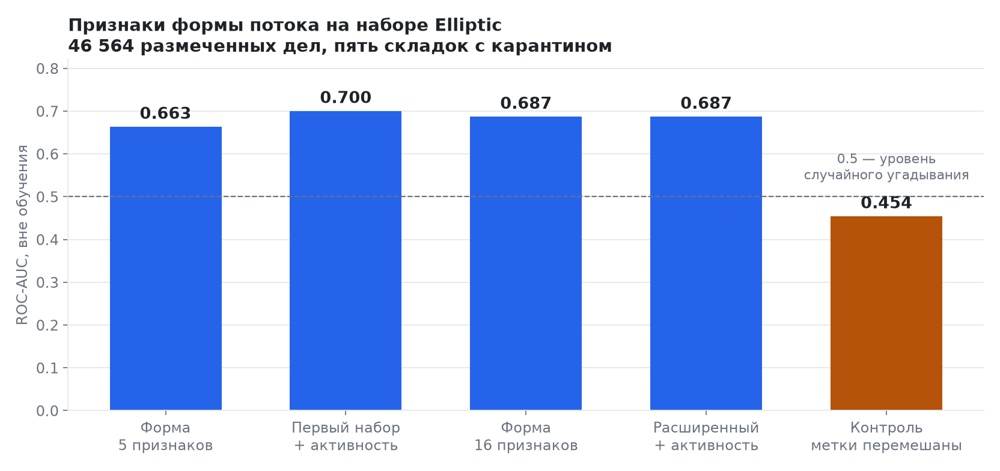 Признаки формы потока на наборе Elliptic
46 564 размеченных дел, пять складок с карантином
ROC-AUC, вне обучения
0.8
0.7
0.6
0.5
0.4
0.3
0.2
0.1
0.0
0.663
0.700
0.687
0.687
0.454
0.5 — уровень
случайного угадывания
Форма
5 признаков
Первый набор
+ активность
Форма
16 признаков
Расширенный
+ активность
Контроль
метки перемешаны